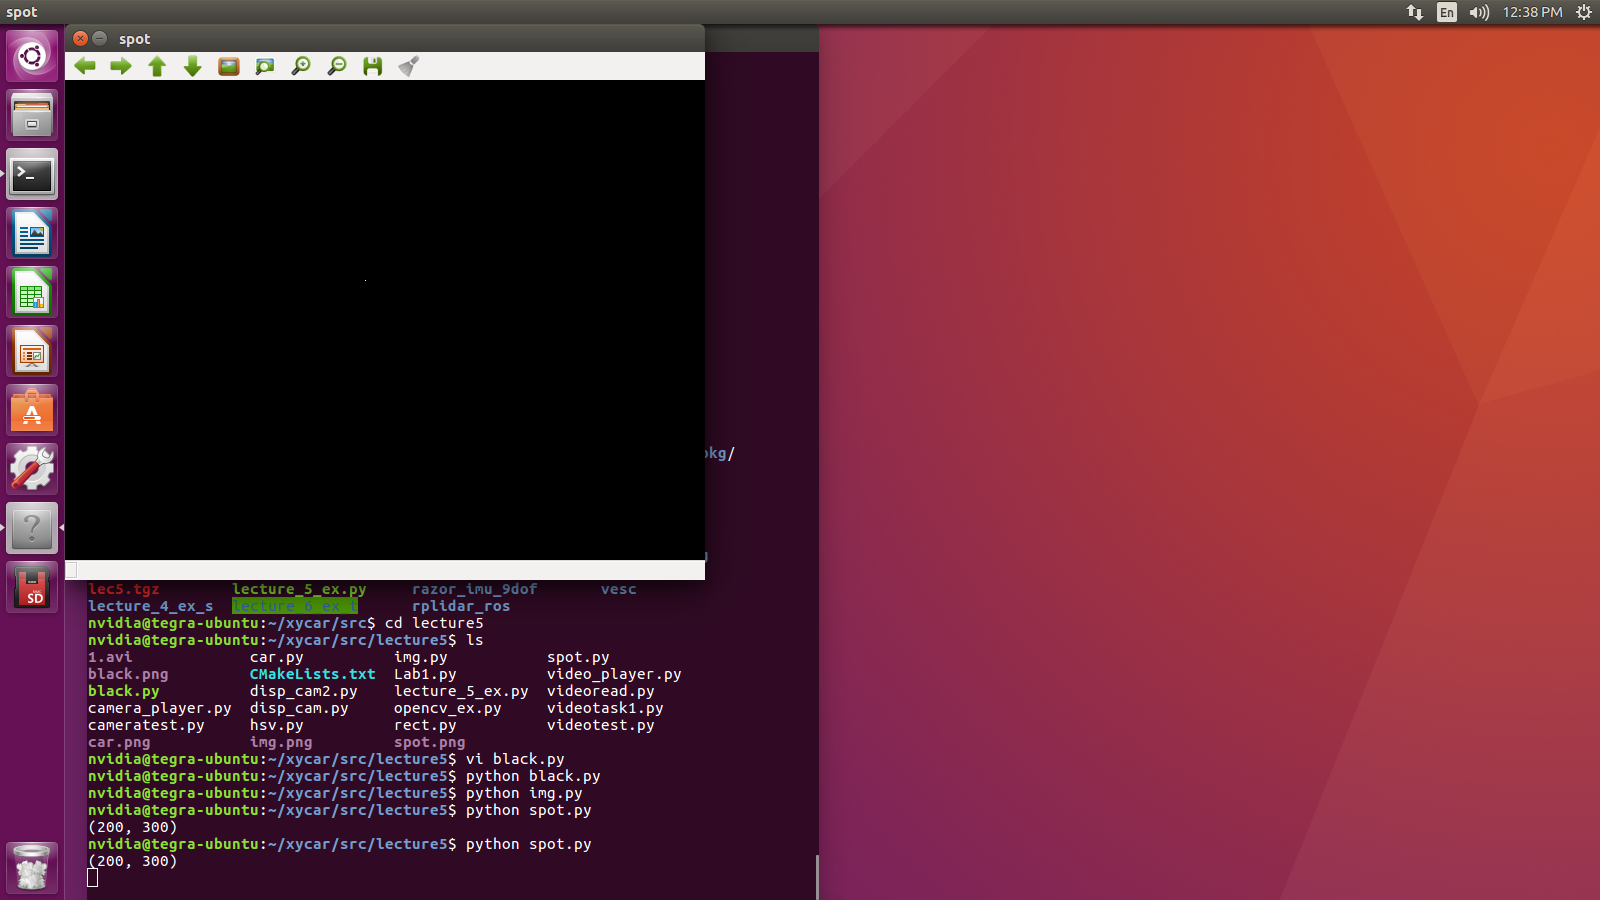 spot
En
12:38 PM
spot
pkg/
lec5.tgz lecture_5_ex.py razor_imu_9dof vesc
lecture_4_ex_s lecture_6_ex_t rplidar_ros
nvidia@tegra-ubuntu:~/xycar/src$ cd lecture5
nvidia@tegra-ubuntu:~/xycar/src/lecture5$ ls
1.avi car.py img.py spot.py
black.png CMakeLists.txt Lab1.py video_player.py
black.py disp_cam2.py lecture_5_ex.py videoread.py
camera_player.py disp_cam.py opencv_ex.py videotask1.py
cameratest.py hsv.py rect.py videotest.py
car.png img.png spot.png
nvidia@tegra-ubuntu:~/xycar/src/lecture5$ vi black.py
nvidia@tegra-ubuntu:~/xycar/src/lecture5$ python black.py
nvidia@tegra-ubuntu:~/xycar/src/lecture5$ python img.py
nvidia@tegra-ubuntu:~/xycar/src/lecture5$ python spot.py
(200, 300)
nvidia@tegra-ubuntu:~/xycar/src/lecture5$ python spot.py
(200, 300)
SD